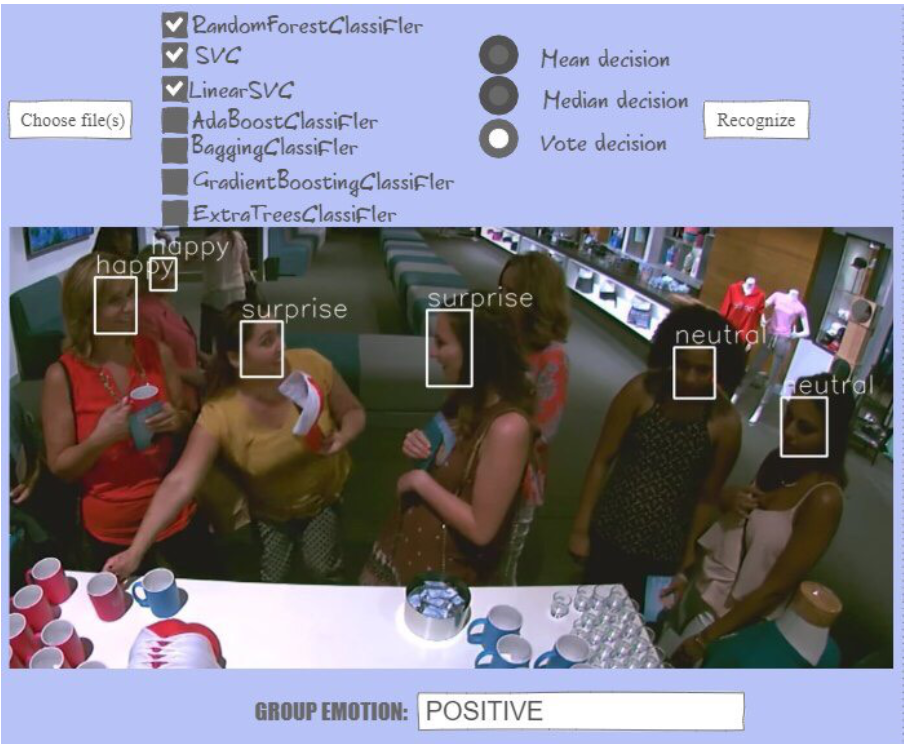 Choose file(s)
RandomForestClassifier
SVC
LinearSVC
AdaBoostClassifier
BaggingClassifier
GradientBoostingClassifier
ExtraTreesClassifier
Mean decision
Median decision
Vote decision
Recognize
happy
happy
surprise
surprise
neutral
neutral
GROUP EMOTION: POSITIVE